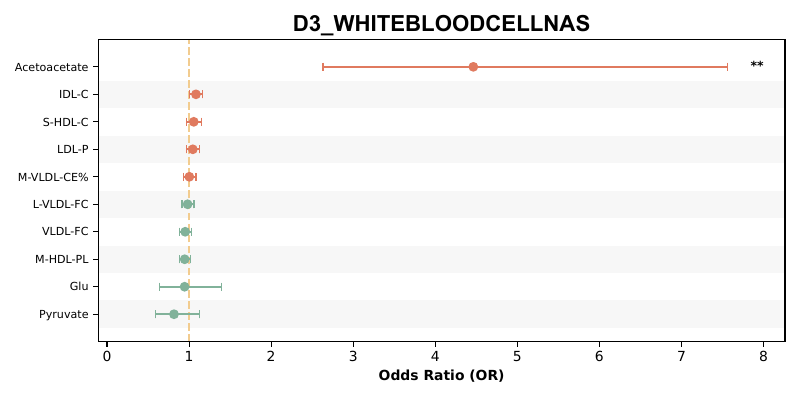 D3_WHITEBLOODCELLNAS
Acetoacetate
**
IDL-C
S-HDL-C
LDL-P
M-VLDL-CE%
L-VLDL-FC
VLDL-FC
M-HDL-PL
Glu
Pyruvate
0 1 2 3 4 5 6 7 8
Odds Ratio (OR)